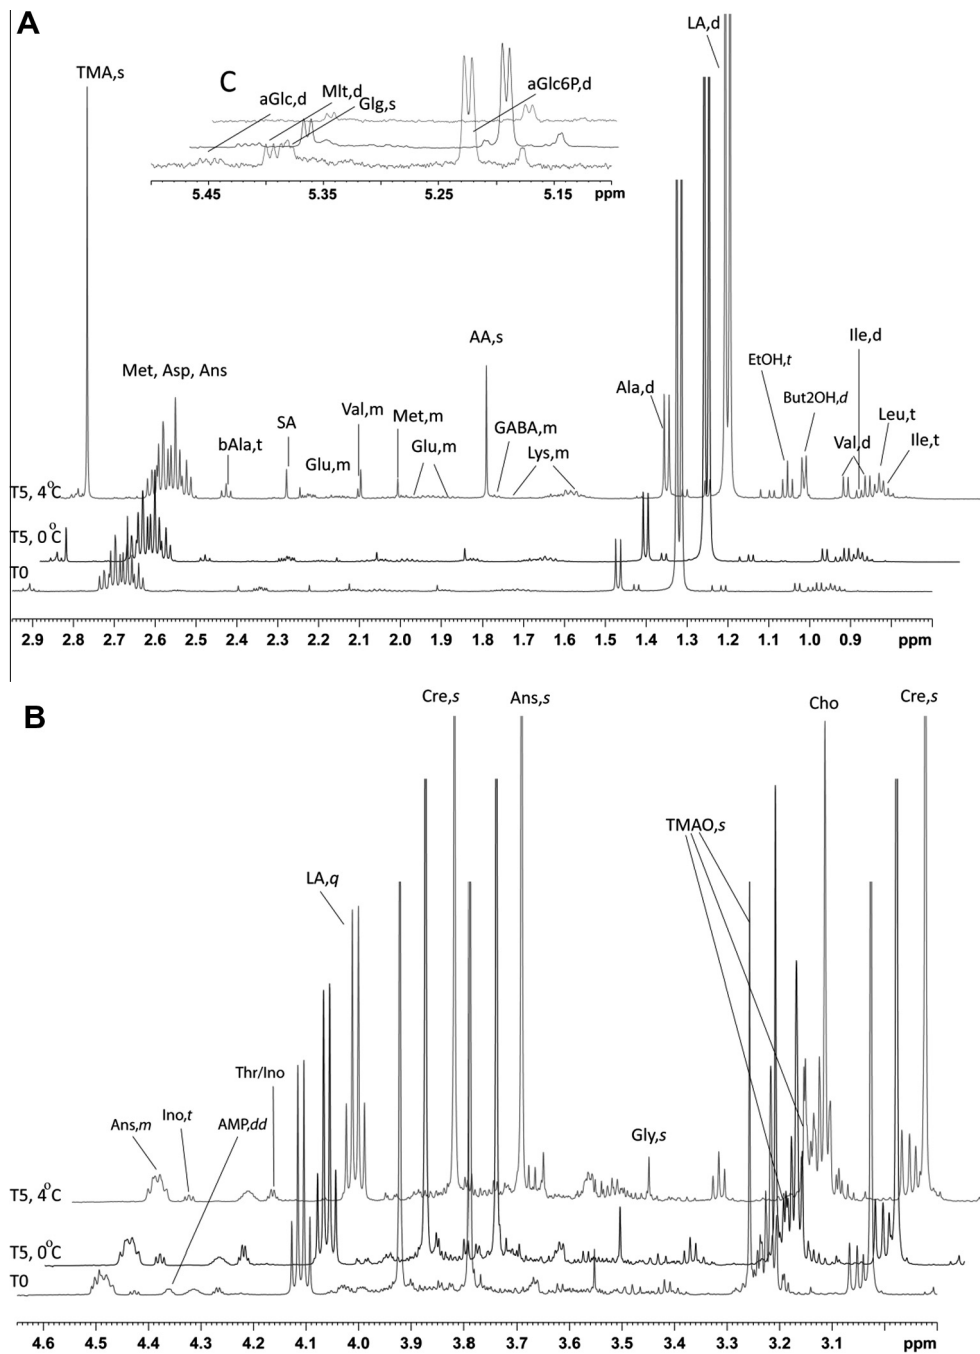 A
LA,d
TMA,s
C
aGlc,d
Mlt,d
Glg,s
aGlc6P,d
5.45 5.35 5.25 5.15 ppm
AA,s
Ile,d
EtOH,t
Met, Asp, Ans
Ala,d
But2OH,d
Val,m
Met,m
SA
bAla,t
GABA,m
Leu,t
Glu,m
Glu,m
Lys,m
Val,d
Ile,t
T5, 4°C
T5, 0°C
T0
2.9 2.8 2.7 2.6 2.5 2.4 2.3 2.2 2.1 2.0 1.9 1.8 1.7 1.6 1.5 1.4 1.3 1.2 1.1 1.0 0.9 ppm
B
Cre,s
Ans,s
Cho
Cre,s
TMAO,s
LA,q
Thr/Ino
Ans,m
Ino,t
AMP,dd
Gly,s
T5, 4°C
T5, 0°C
T0
4.6 4.5 4.4 4.3 4.2 4.1 4.0 3.9 3.8 3.7 3.6 3.5 3.4 3.3 3.2 3.1 ppm